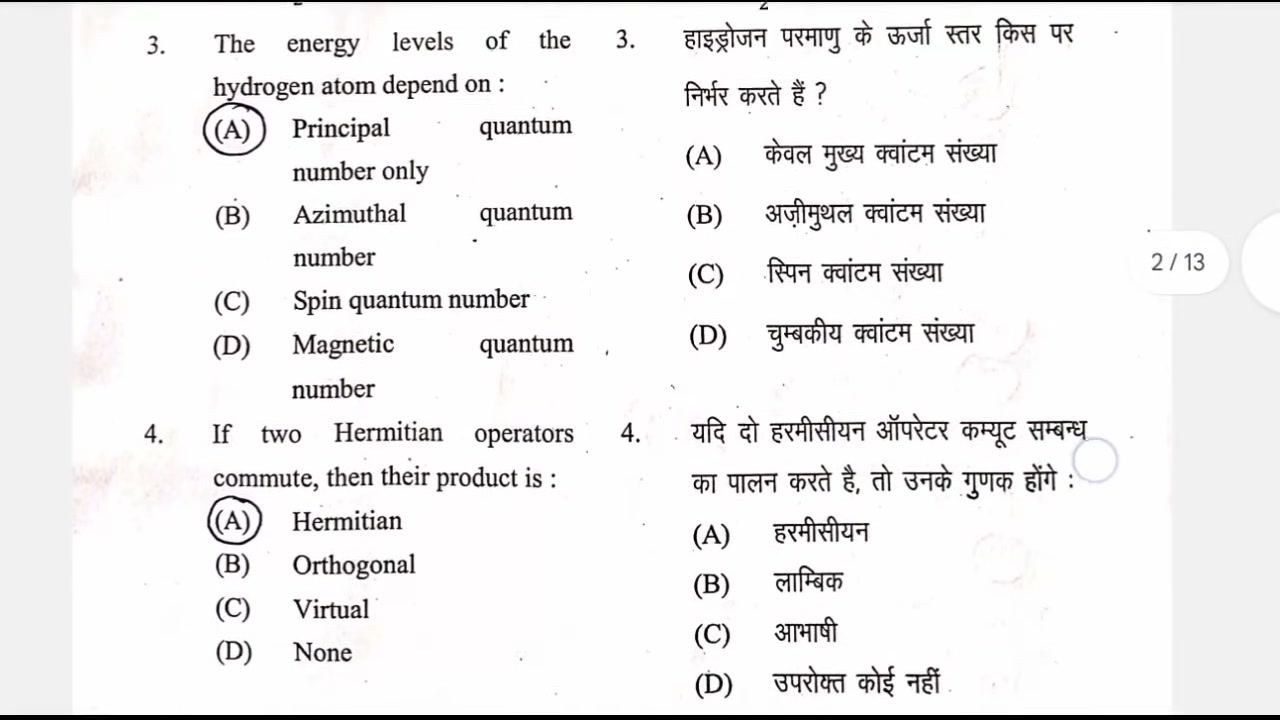 3. The energy levels of the
hydrogen atom depend on :
(A) Principal quantum
number only
(B) Azimuthal quantum
number
(C) Spin quantum number
(D) Magnetic quantum
number
4. If two Hermitian operators
commute, then their product is :
(A) Hermitian
(B) Orthogonal
(C) Virtual
(D) None
3. हाइड्रोजन परमाणु के ऊर्जा स्तर किस पर
निर्भर करते हैं ?
(A) केवल मुख्य क्वांटम संख्या
(B) अज़ीमुथल क्वांटम संख्या
(C) स्पिन क्वांटम संख्या
(D) चुम्बकीय क्वांटम संख्या
4. यदि दो हरमीसीयन ऑपरेटर कम्यूट सम्बन्ध
का पालन करते है, तो उनके गुणक होंगे :
(A) हरमीसीयन
(B) लाम्बिक
(C) आभाषी
(D) उपरोक्त कोई नहीं
2 / 13